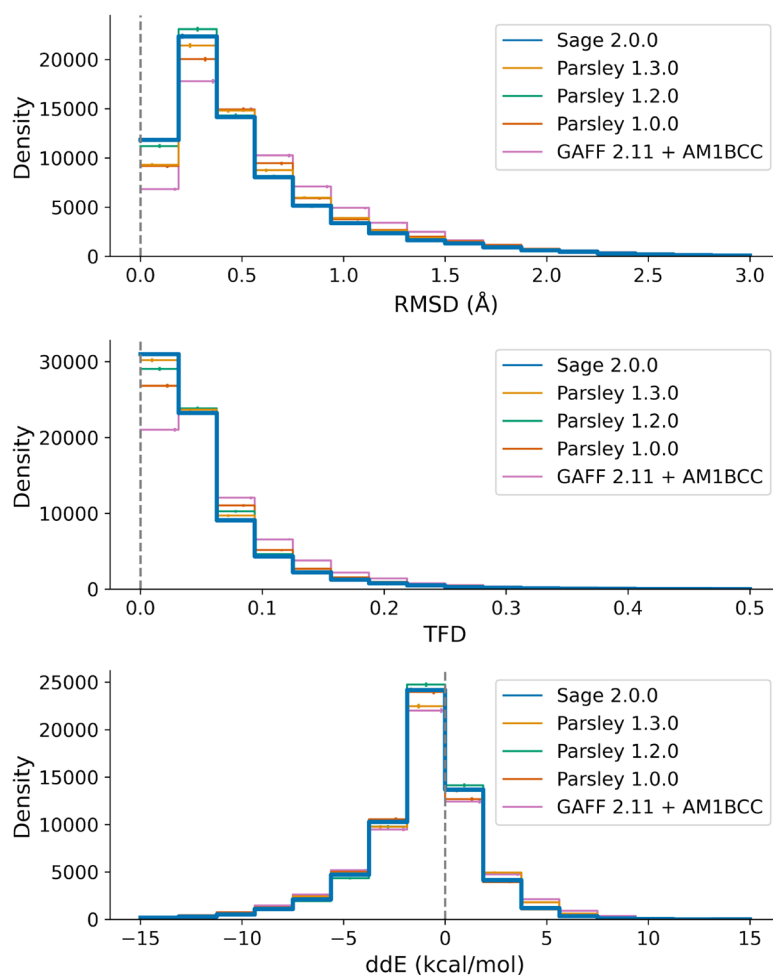 Density
20000
15000
10000
5000
0
0.0 0.5 1.0 1.5 2.0 2.5 3.0
RMSD (Å)
Sage 2.0.0
Parsley 1.3.0
Parsley 1.2.0
Parsley 1.0.0
GAFF 2.11 + AM1BCC
Density
30000
20000
10000
0
0.0 0.1 0.2 0.3 0.4 0.5
TFD
Sage 2.0.0
Parsley 1.3.0
Parsley 1.2.0
Parsley 1.0.0
GAFF 2.11 + AM1BCC
Density
25000
20000
15000
10000
5000
0
−15 −10 −5 0 5 10 15
ddE (kcal/mol)
Sage 2.0.0
Parsley 1.3.0
Parsley 1.2.0
Parsley 1.0.0
GAFF 2.11 + AM1BCC